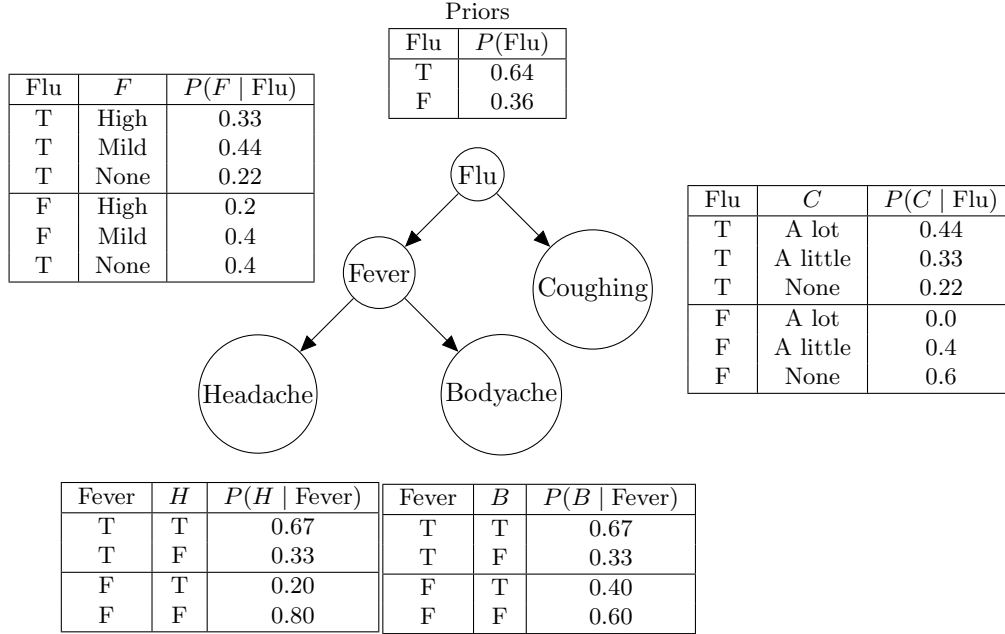 Priors
Flu P(Flu)
T 0.64
F 0.36
Flu F P(F | Flu)
T High 0.33
T Mild 0.44
T None 0.22
F High 0.2
F Mild 0.4
T None 0.4
Flu
Fever
Coughing
Headache
Bodyache
Flu C P(C | Flu)
T A lot 0.44
T A little 0.33
T None 0.22
F A lot 0.0
F A little 0.4
F None 0.6
Fever H P(H | Fever)
T T 0.67
T F 0.33
F T 0.20
F F 0.80
Fever B P(B | Fever)
T T 0.67
T F 0.33
F T 0.40
F F 0.60